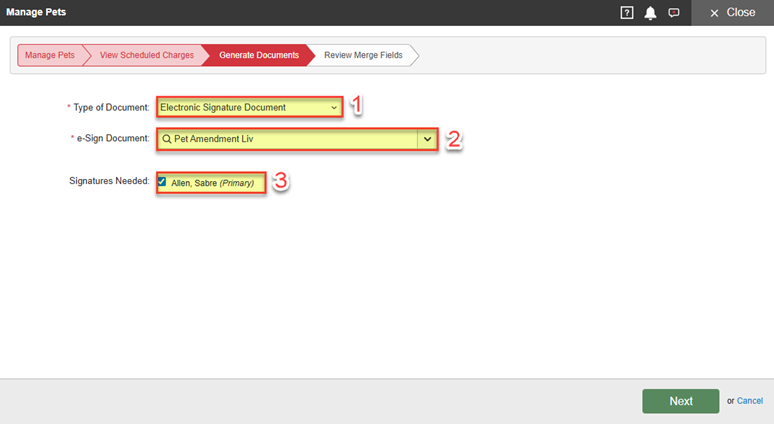 Manage Pets ? × Close
Manage Pets View Scheduled Charges Generate Documents Review Merge Fields
* Type of Document: Electronic Signature Document 1
* e-Sign Document: Pet Amendment Liv 2
Signatures Needed: Allen, Sabre (Primary) 3
Next or Cancel